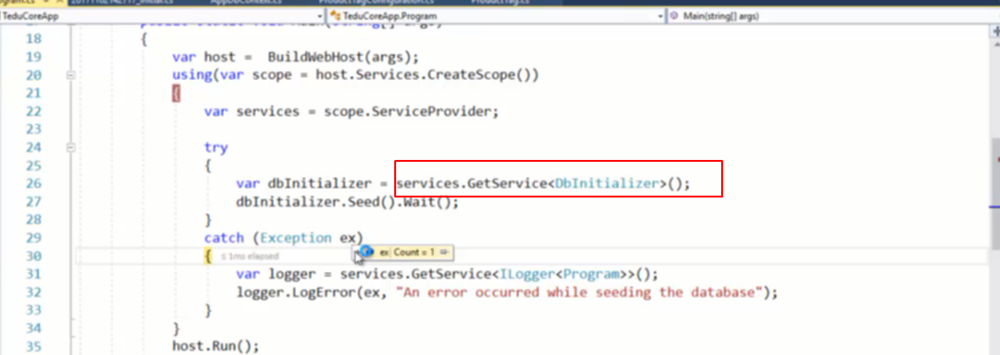 TeduCoreApp
TeduCoreApp.Program
Main(string[] args)
18 {
19 var host = BuildWebHost(args);
20 using(var scope = host.Services.CreateScope())
21 {
22 var services = scope.ServiceProvider;
23
24 try
25 {
26 var dbInitializer = services.GetService<DbInitializer>();
27 dbInitializer.Seed().Wait();
28 }
29 catch (Exception ex)
30 { ≤ 1ms elapsed
ex Count = 1
31 var logger = services.GetService<ILogger<Program>>();
32 logger.LogError(ex, "An error occurred while seeding the database");
33 }
34 }
35 host.Run();